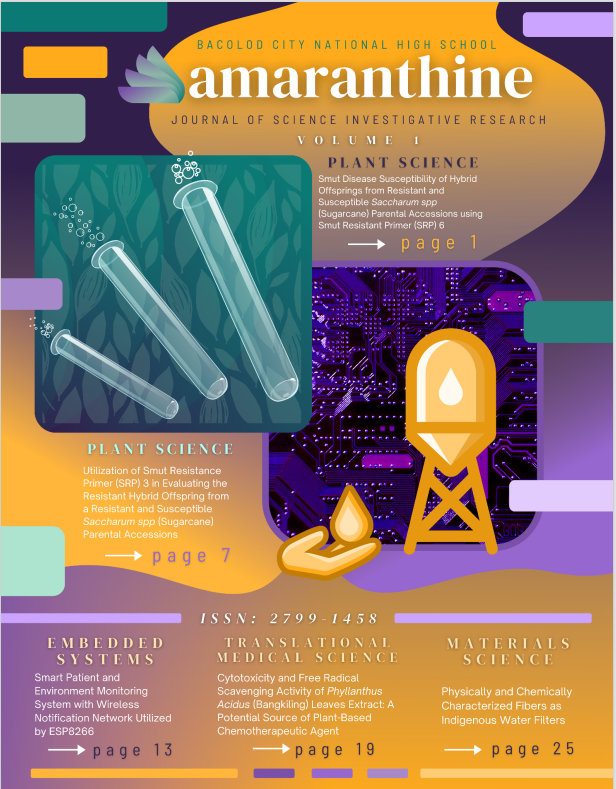 BACOLOD CITY NATIONAL HIGH SCHOOL
amaranthine
JOURNAL OF SCIENCE INVESTIGATIVE RESEARCH
VOLUME 1
PLANT SCIENCE
Smut Disease Susceptibility of Hybrid
Offsprings from Resistant and
Susceptible Saccharum spp
(Sugarcane) Parental Accessions using
Smut Resistant Primer (SRP) 6
page 1
PLANT SCIENCE
Utilization of Smut Resistance
Primer (SRP) 3 in Evaluating the
Resistant Hybrid Offspring from
a Resistant and Susceptible
Saccharum spp (Sugarcane)
Parental Accessions
page 7
ISSN: 2799-1458
EMBEDDED
SYSTEMS
Smart Patient and
Environment Monitoring
System with Wireless
Notification Network Utilized
by ESP8266
page 13
TRANSLATIONAL
MEDICAL SCIENCE
Cytotoxicity and Free Radical
Scavenging Activity of Phyllanthus
Acidus (Bangkiling) Leaves Extract: A
Potential Source of Plant-Based
Chemotherapeutic Agent
page 19
MATERIALS
SCIENCE
Physically and Chemically
Characterized Fibers as
Indigenous Water Filters
page 25